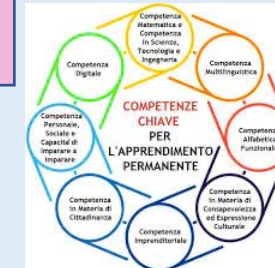 Competenza
Matematica e
Competenza
in Scienze,
Tecnologia e
Ingegneria
Competenza
Digitale
Competenza
Multilinguistica
COMPETENZE
CHIAVE
PER
L'APPRENDIMENTO
PERMANENTE
Competenza
Personale,
Sociale e
Capacità di
Imparare a
Imparare
Competenza
Alfabetica
Funzionale
Competenza
in Materia di
Cittadinanza
Competenza
in Materia di
Consapevolezza
ed Espressione
Culturale
Competenza
Imprenditoriale